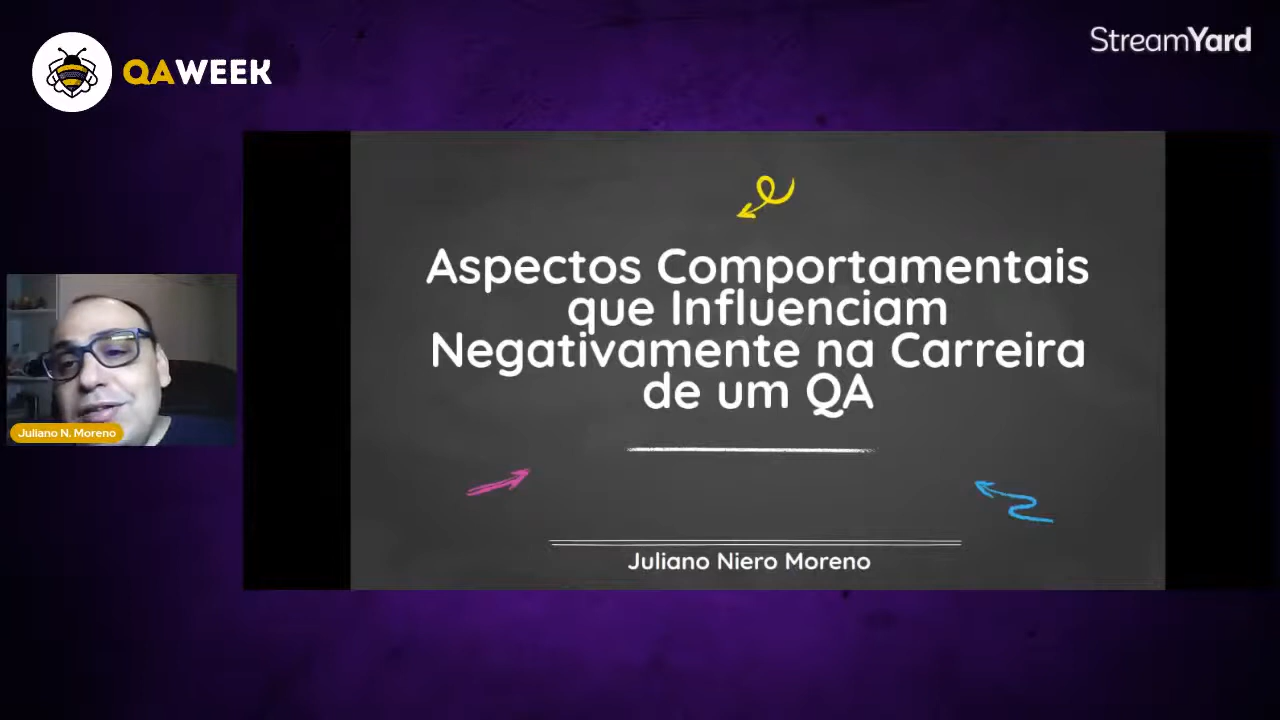 QAWEEK
StreamYard
Aspectos Comportamentais
que Influenciam
Negativamente na Carreira
de um QA
Juliano N. Moreno
Juliano Niero Moreno